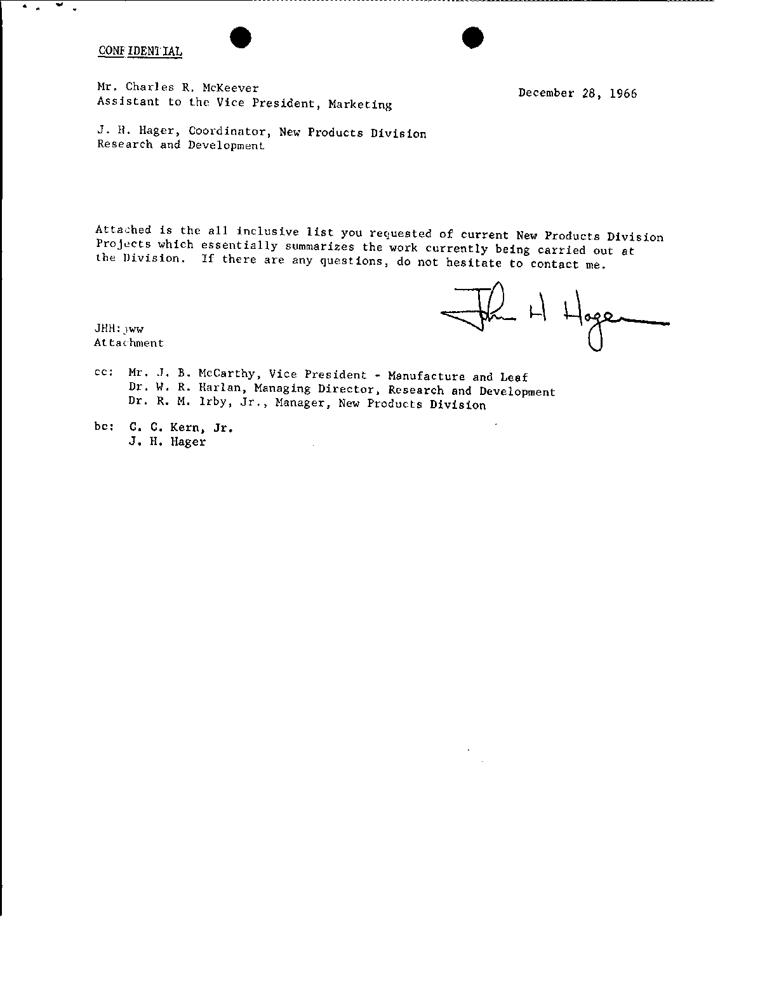 CONFIDENTIAL
Mr. Charles R. McKeever
Assistant to the Vice President, Marketing
December 28, 1966
J. H. Hager, Coordinator, New Products Division
Research and Development
Attached is the all inclusive list you requested of current New Products Division
Projects which essentially summarizes the work currently being carried out at
the Division. If there are any questions, do not hesitate to contact me.
John H Hager
JHH:jww
Attachment
cc: Mr. J. B. McCarthy, Vice President - Manufacture and Leaf
Dr. W. R. Harlan, Managing Director, Research and Development
Dr. R. M. Irby, Jr., Manager, New Products Division
bc: C. C. Kern, Jr.
J. H. Hager